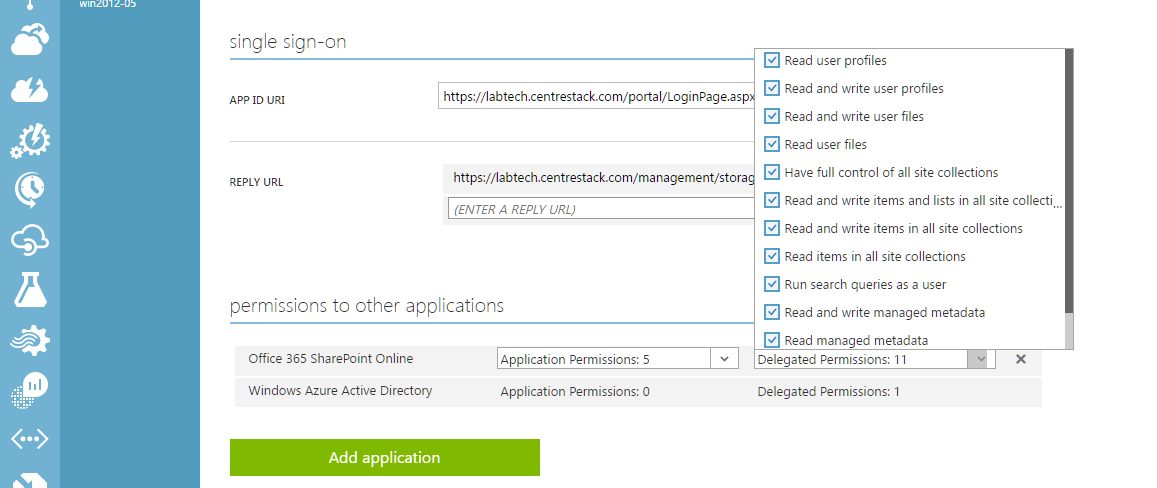 win2012-05
single sign-on
APP ID URI
https://labtech.centrestack.com/portal/LoginPage.aspx
REPLY URL
https://labtech.centrestack.com/management/storag
(ENTER A REPLY URL)
Read user profiles
Read and write user profiles
Read and write user files
Read user files
Have full control of all site collections
Read and write items and lists in all site collecti...
Read and write items in all site collections
Read items in all site collections
Run search queries as a user
Read and write managed metadata
Read managed metadata
permissions to other applications
Office 365 SharePoint Online Application Permissions: 5 Delegated Permissions: 11
Windows Azure Active Directory Application Permissions: 0 Delegated Permissions: 1
Add application